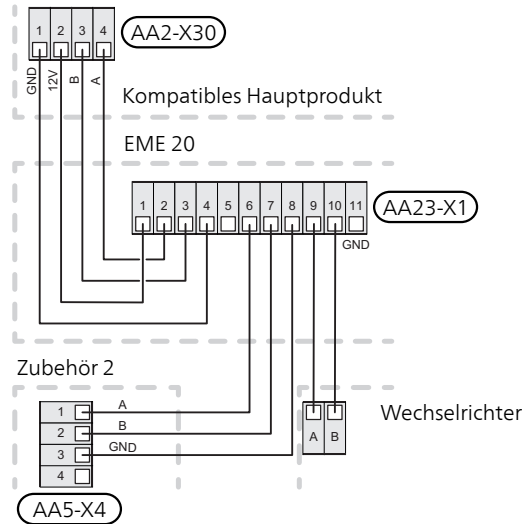 1 2 3 4
AA2-X30
GND 12V B A
Kompatibles Hauptprodukt
EME 20
1 2 3 4 5 6 7 8 9 10 11
AA23-X1
GND
Zubehör 2
1 A
2 B
3 GND
4
AA5-X4
A B
Wechselrichter